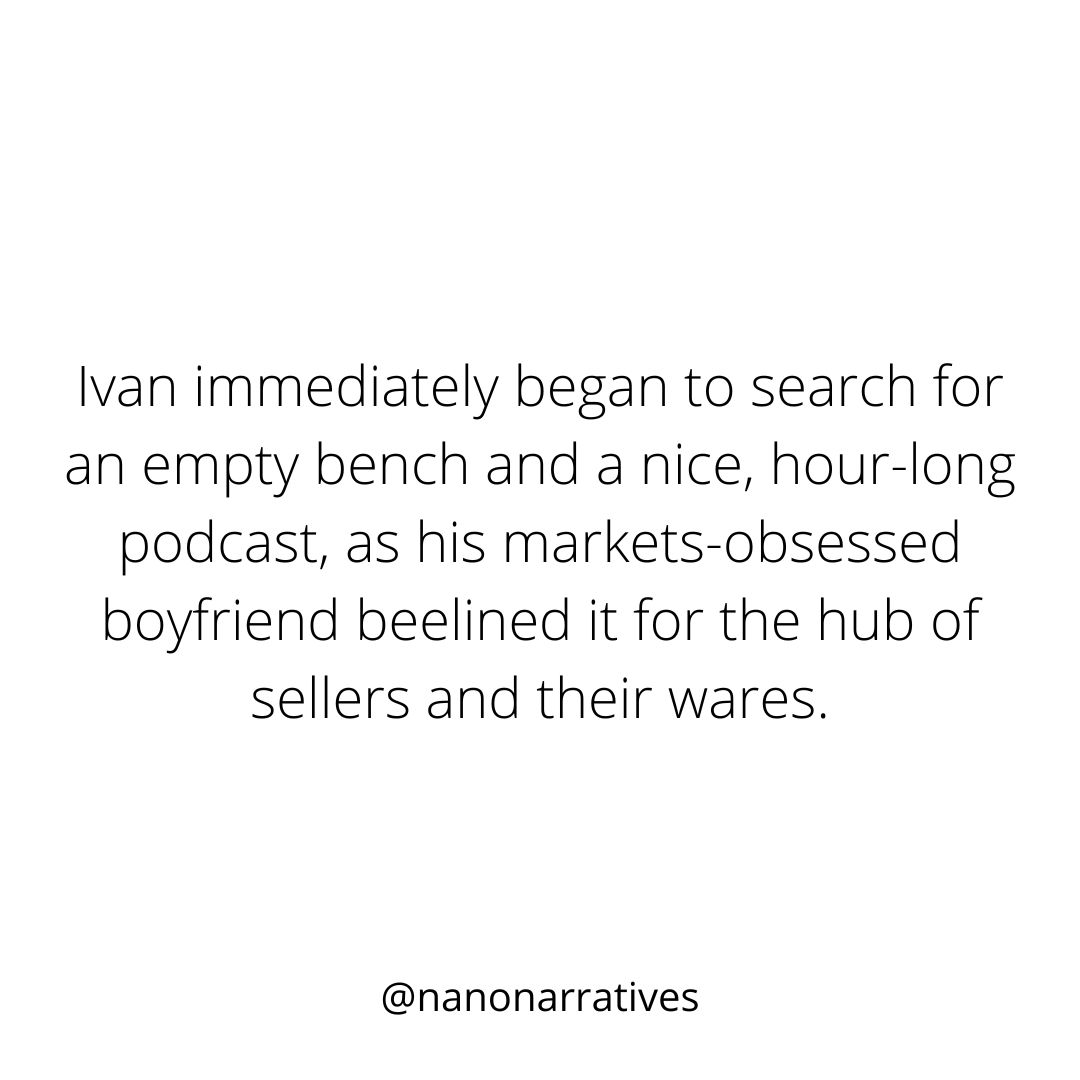 Ivan immediately began to search for
an empty bench and a nice, hour-long
podcast, as his markets-obsessed
boyfriend beelined it for the hub of
sellers and their wares.
@nanonarratives